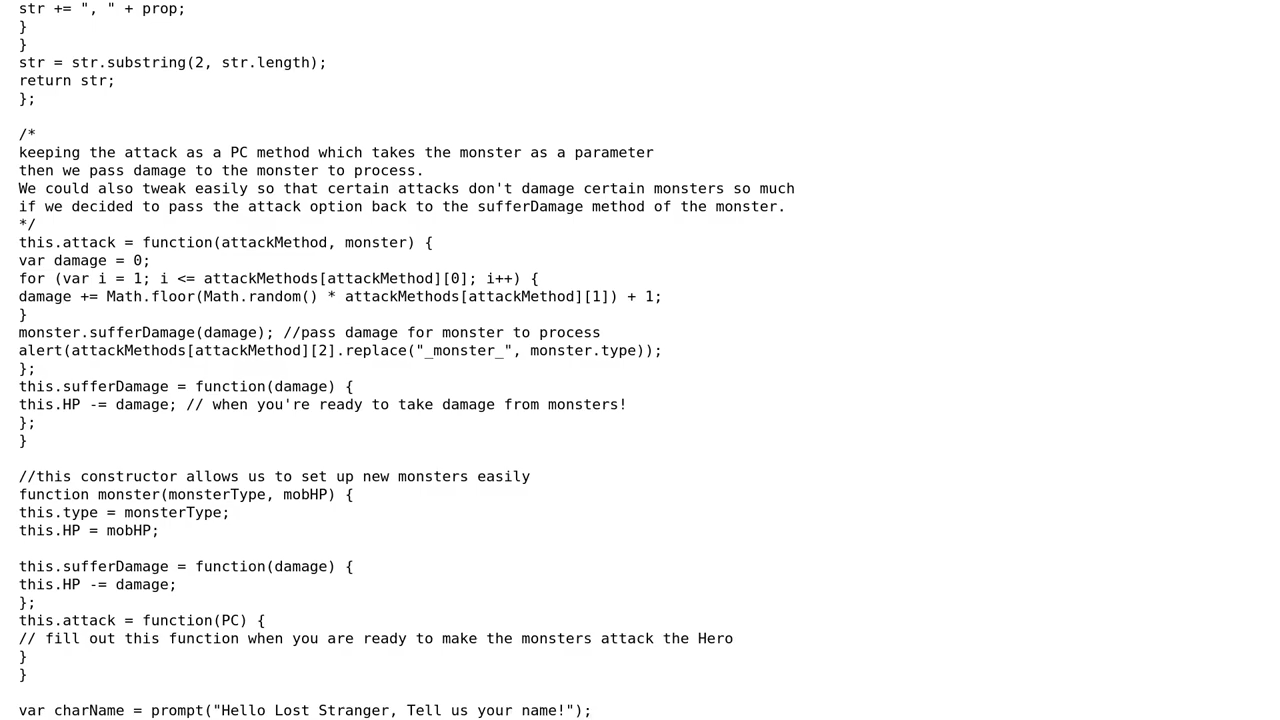 str += ", " + prop;
}
}
str = str.substring(2, str.length);
return str;
};

/*
keeping the attack as a PC method which takes the monster as a parameter
then we pass damage to the monster to process.
We could also tweak easily so that certain attacks don't damage certain monsters so much
if we decided to pass the attack option back to the sufferDamage method of the monster.
*/
this.attack = function(attackMethod, monster) {
var damage = 0;
for (var i = 1; i <= attackMethods[attackMethod][0]; i++) {
damage += Math.floor(Math.random() * attackMethods[attackMethod][1]) + 1;
}
monster.sufferDamage(damage); //pass damage for monster to process
alert(attackMethods[attackMethod][2].replace("_monster_", monster.type));
};
this.sufferDamage = function(damage) {
this.HP -= damage; // when you're ready to take damage from monsters!
};
}

//this constructor allows us to set up new monsters easily
function monster(monsterType, mobHP) {
this.type = monsterType;
this.HP = mobHP;

this.sufferDamage = function(damage) {
this.HP -= damage;
};
this.attack = function(PC) {
// fill out this function when you are ready to make the monsters attack the Hero
}
}

var charName = prompt("Hello Lost Stranger, Tell us your name!");